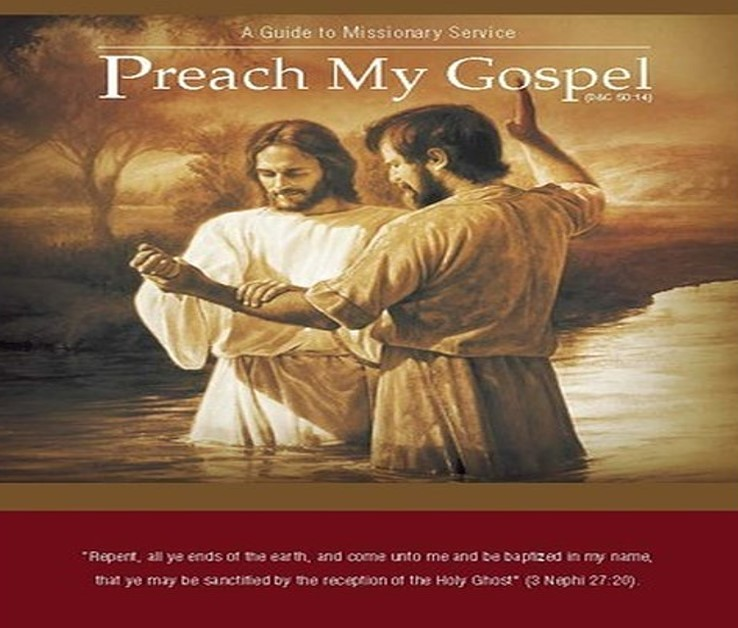 A Guide to Missionary Service
Preach My Gospel
(D&C 50:14)
"Repent, all ye ends of the earth, and come unto me and be baptized in my name,
that ye may be sanctified by the reception of the Holy Ghost" (3 Nephi 27:20).